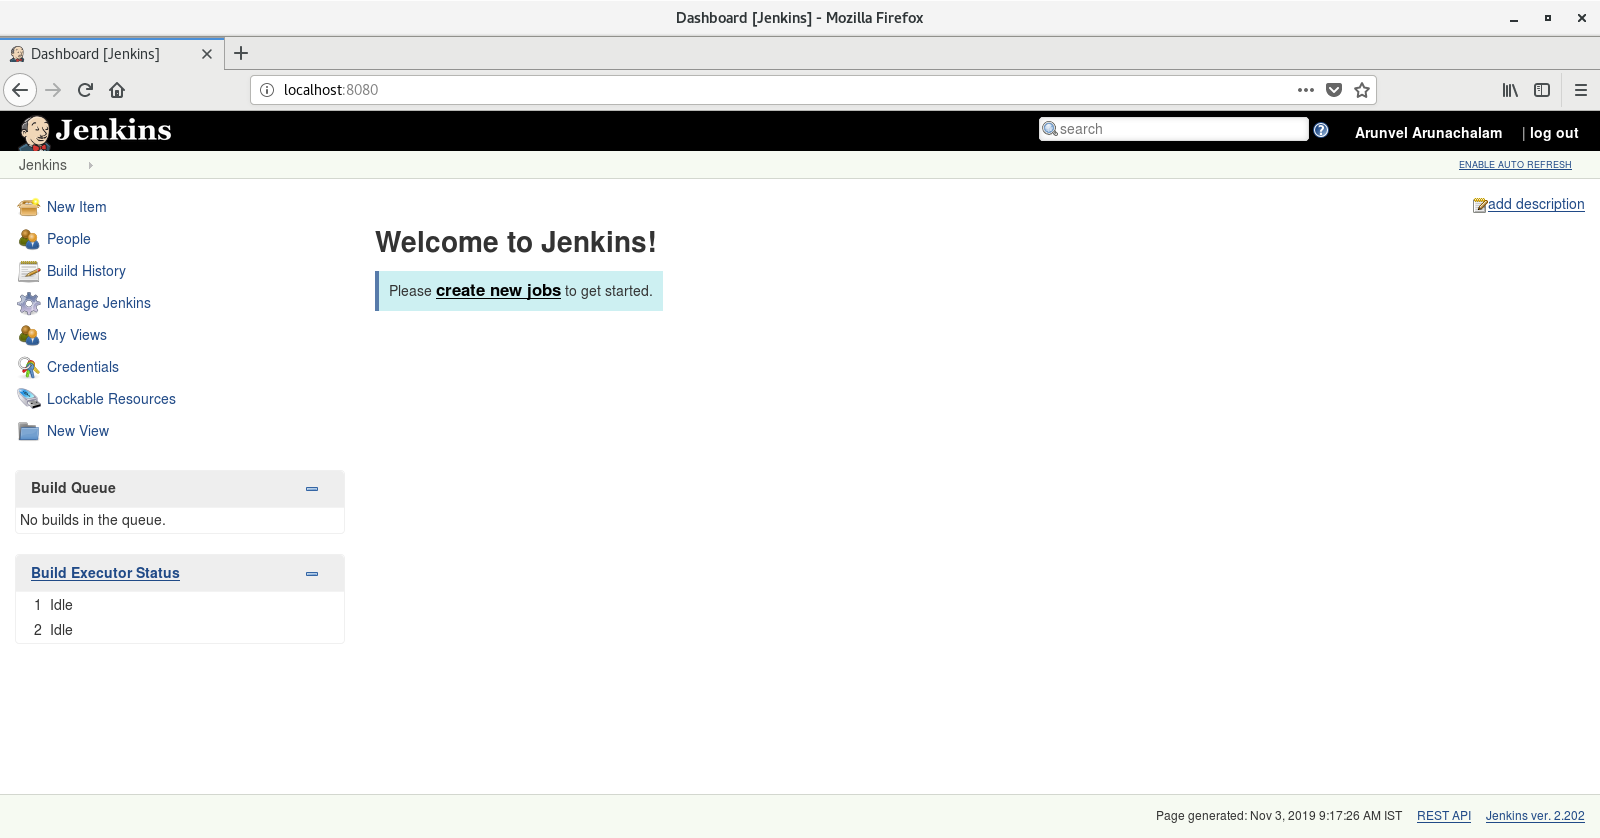 Dashboard [Jenkins] - Mozilla Firefox
Dashboard [Jenkins]
localhost:8080
Jenkins
search
Arunvel Arunachalam
| log out
Jenkins
ENABLE AUTO REFRESH
New Item
People
Build History
Manage Jenkins
My Views
Credentials
Lockable Resources
New View
add description
Welcome to Jenkins!
Please create new jobs to get started.
Build Queue
No builds in the queue.
Build Executor Status
1 Idle
2 Idle
Page generated: Nov 3, 2019 9:17:26 AM IST
REST API
Jenkins ver. 2.202